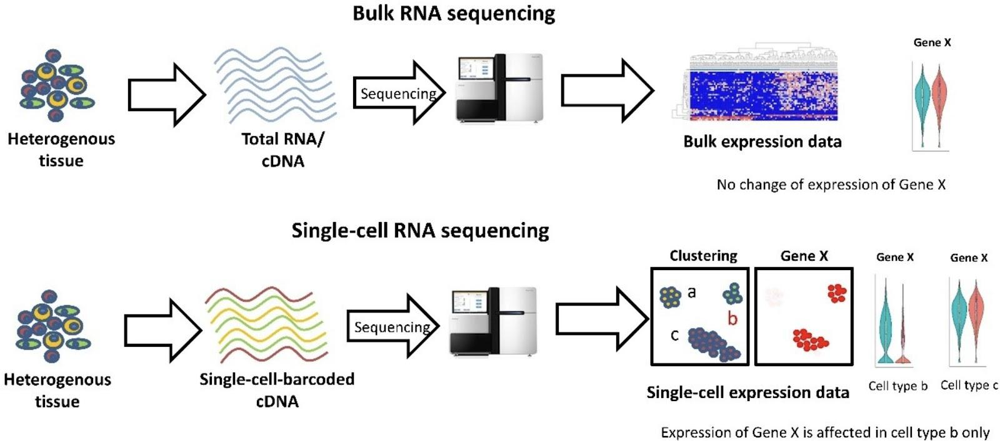 Bulk RNA sequencing
Gene X
Sequencing
Heterogenous
tissue
Total RNA/
cDNA
Bulk expression data
No change of expression of Gene X
Single-cell RNA sequencing
Clustering
Gene X
Gene X
Gene X
a
b
c
Sequencing
Heterogenous
tissue
Single-cell-barcoded
cDNA
Single-cell expression data
Cell type b
Cell type c
Expression of Gene X is affected in cell type b only